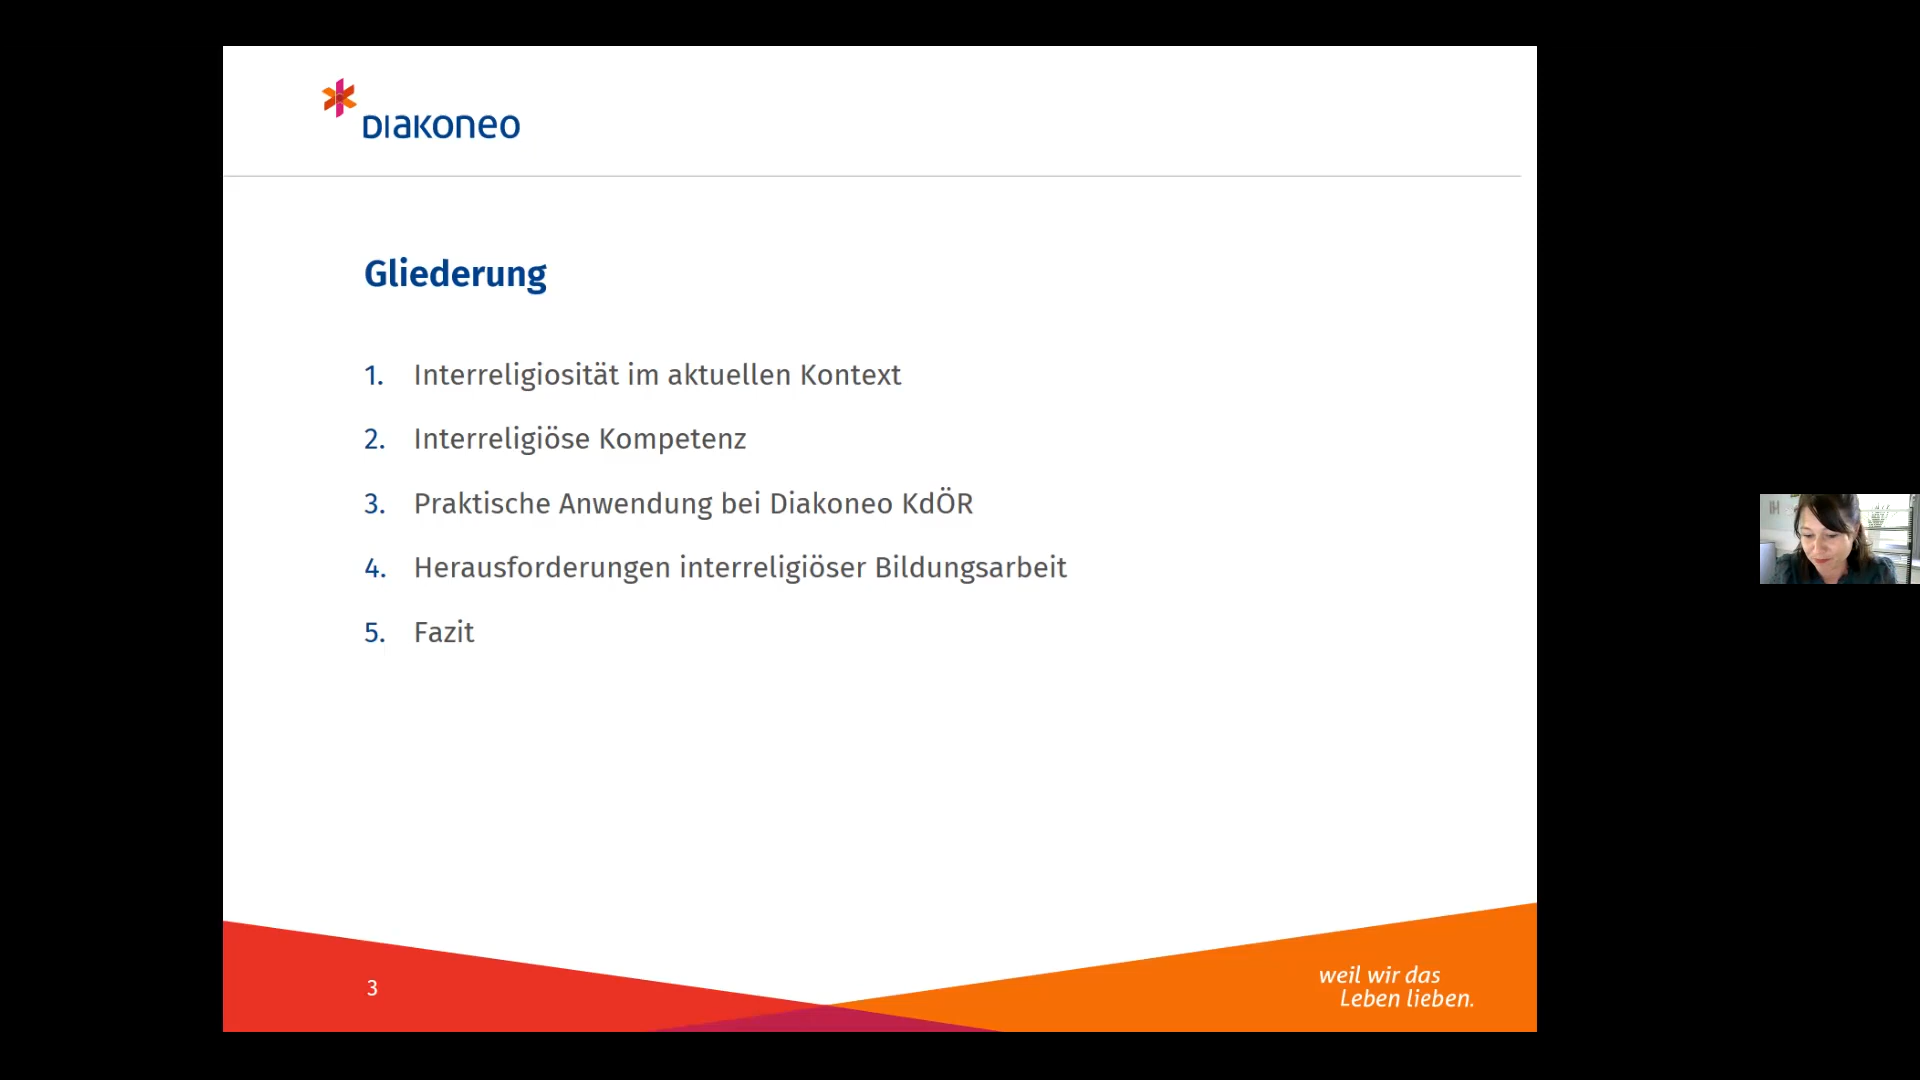 DIAKONEO
Gliederung
1. Interreligiosität im aktuellen Kontext
2. Interreligiöse Kompetenz
3. Praktische Anwendung bei Diakoneo KdÖR
4. Herausforderungen interreligiöser Bildungsarbeit
5. Fazit
3
weil wir das
Leben lieben.